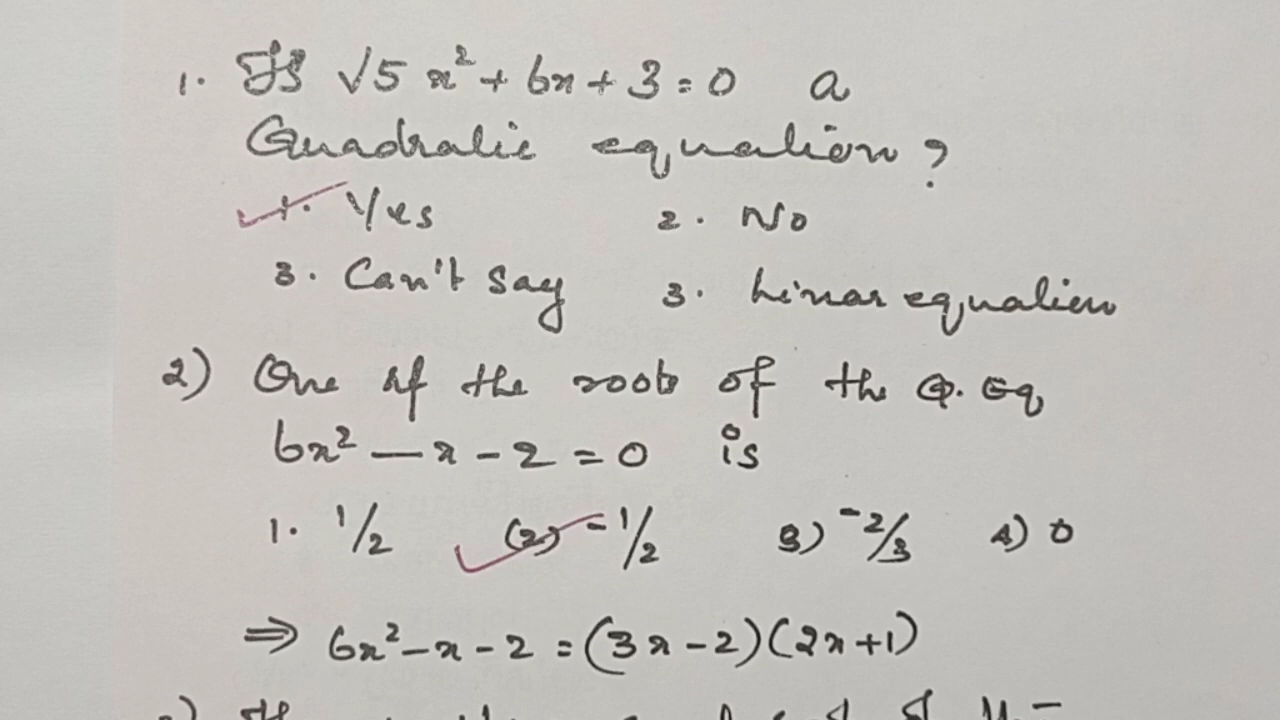 1. Is √5 x² + 6x + 3 = 0 a
Quadratic equation?
1. Yes 2. No
3. Can't say 3. Linear equation
2) One of the roots of the Q. Eq
6x² — x - 2 = 0 is
1. 1/2 (2) -1/2 3) -2/3 4) 0
⇒ 6x² - x - 2 = (3x - 2)(2x + 1)